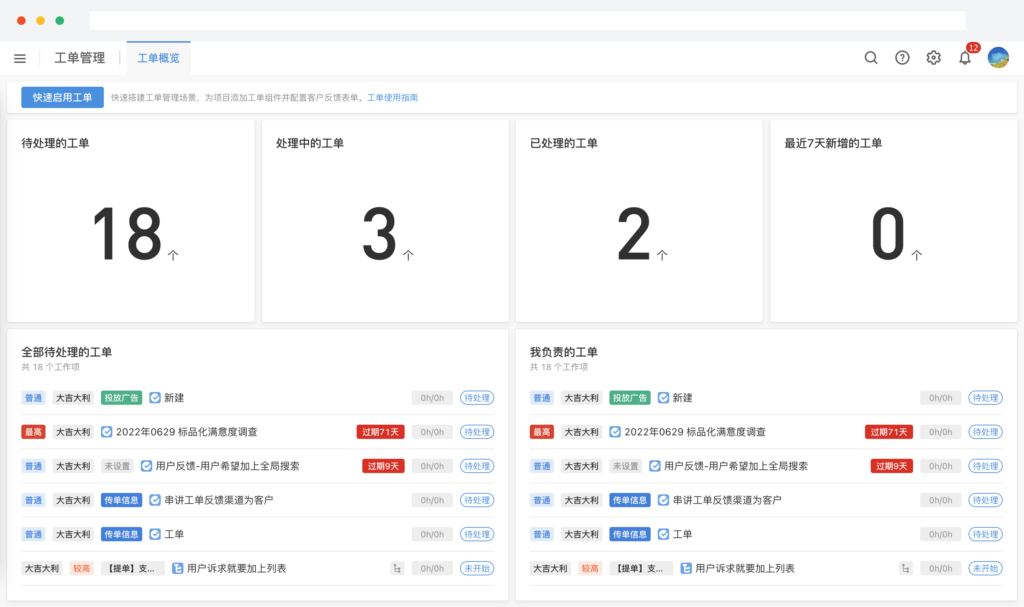 工单管理 工单概览 12
快速启用工单 快速搭建工单管理场景，为项目添加工单组件并配置客户反馈表单。工单使用指南
待处理的工单
18 个
处理中的工单
3 个
已处理的工单
2 个
最近7天新增的工单
0 个
全部待处理的工单
共 18 个工作项
普通 大吉大利 投放广告 新建 0h/0h 待处理
最高 大吉大利 2022年0629 标品化满意度调查 过期71天 0h/0h 待处理
普通 大吉大利 未设置 用户反馈-用户希望加上全局搜索 过期9天 0h/0h 待处理
普通 大吉大利 传单信息 串讲工单反馈渠道为客户 0h/0h 待处理
普通 大吉大利 传单信息 工单 0h/0h 待处理
大吉大利 较高 【提单】支... 用户诉求就要加上列表 0h/0h 未开始
我负责的工单
共 18 个工作项
普通 大吉大利 投放广告 新建 0h/0h 待处理
最高 大吉大利 2022年0629 标品化满意度调查 过期71天 0h/0h 待处理
普通 大吉大利 未设置 用户反馈-用户希望加上全局搜索 过期9天 0h/0h 待处理
普通 大吉大利 传单信息 串讲工单反馈渠道为客户 0h/0h 待处理
普通 大吉大利 传单信息 工单 0h/0h 待处理
大吉大利 较高 【提单】支... 用户诉求就要加上列表 0h/0h 未开始